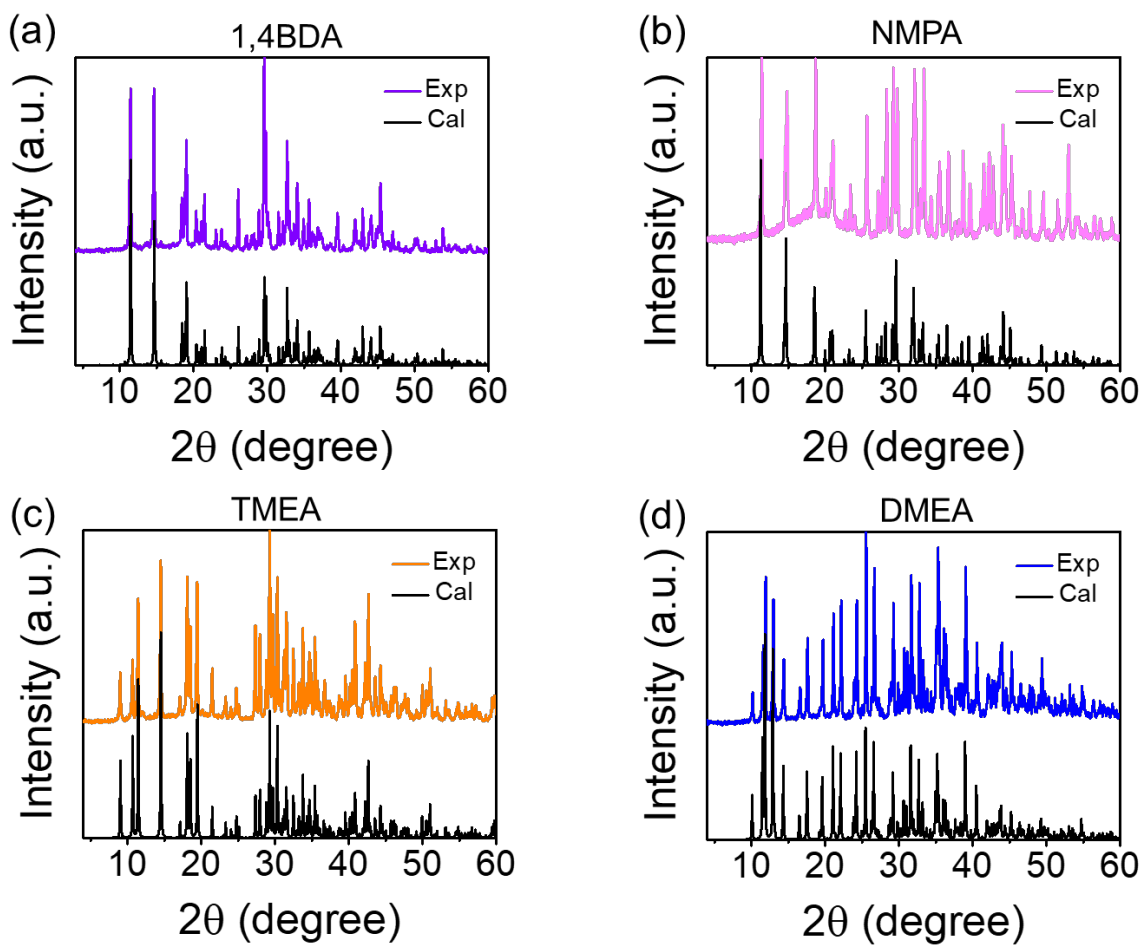 (a)
1,4BDA
Exp
Cal
Intensity (a.u.)
10 20 30 40 50 60
2θ (degree)
(b)
NMPA
Exp
Cal
Intensity (a.u.)
10 20 30 40 50 60
2θ (degree)
(c)
TMEA
Exp
Cal
Intensity (a.u.)
10 20 30 40 50 60
2θ (degree)
(d)
DMEA
Exp
Cal
Intensity (a.u.)
10 20 30 40 50 60
2θ (degree)